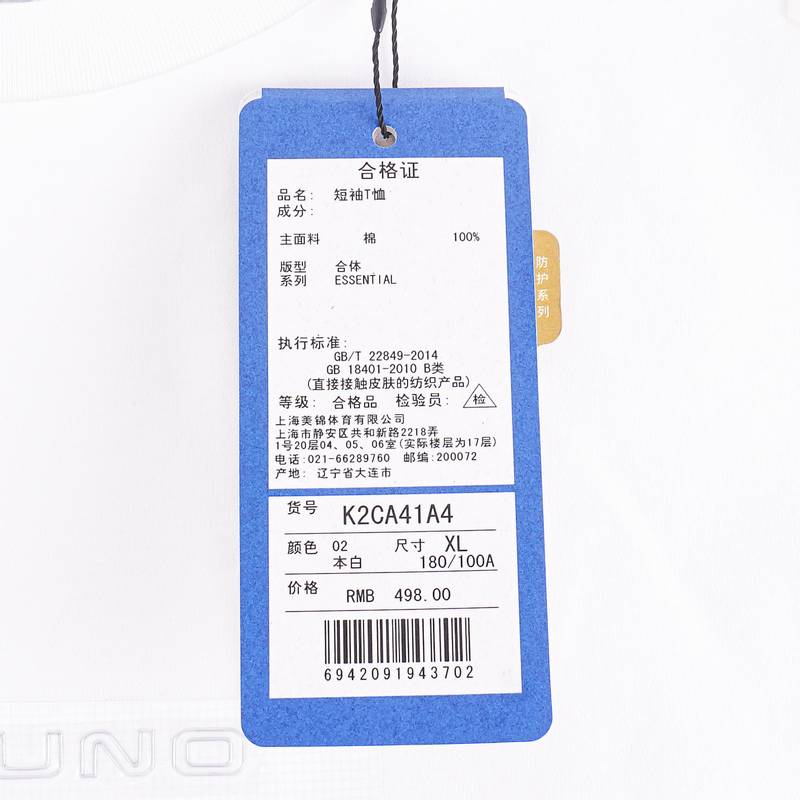 合格证
品名: 短袖T恤
成分:
主面料 棉 100%
版型 合体
系列 ESSENTIAL
执行标准:
GB/T 22849-2014
GB 18401-2010 B类
(直接接触皮肤的纺织产品)
等级: 合格品 检验员: 检
上海美锦体育有限公司
上海市静安区共和新路2218弄
1号20层04、05、06室(实际楼层为17层)
电话:021-66289760 邮编:200072
产地: 辽宁省大连市
货号 K2CA41A4
颜色 02 尺寸 XL
本白 180/100A
价格 RMB 498.00
6942091943702
防护系列
UNO